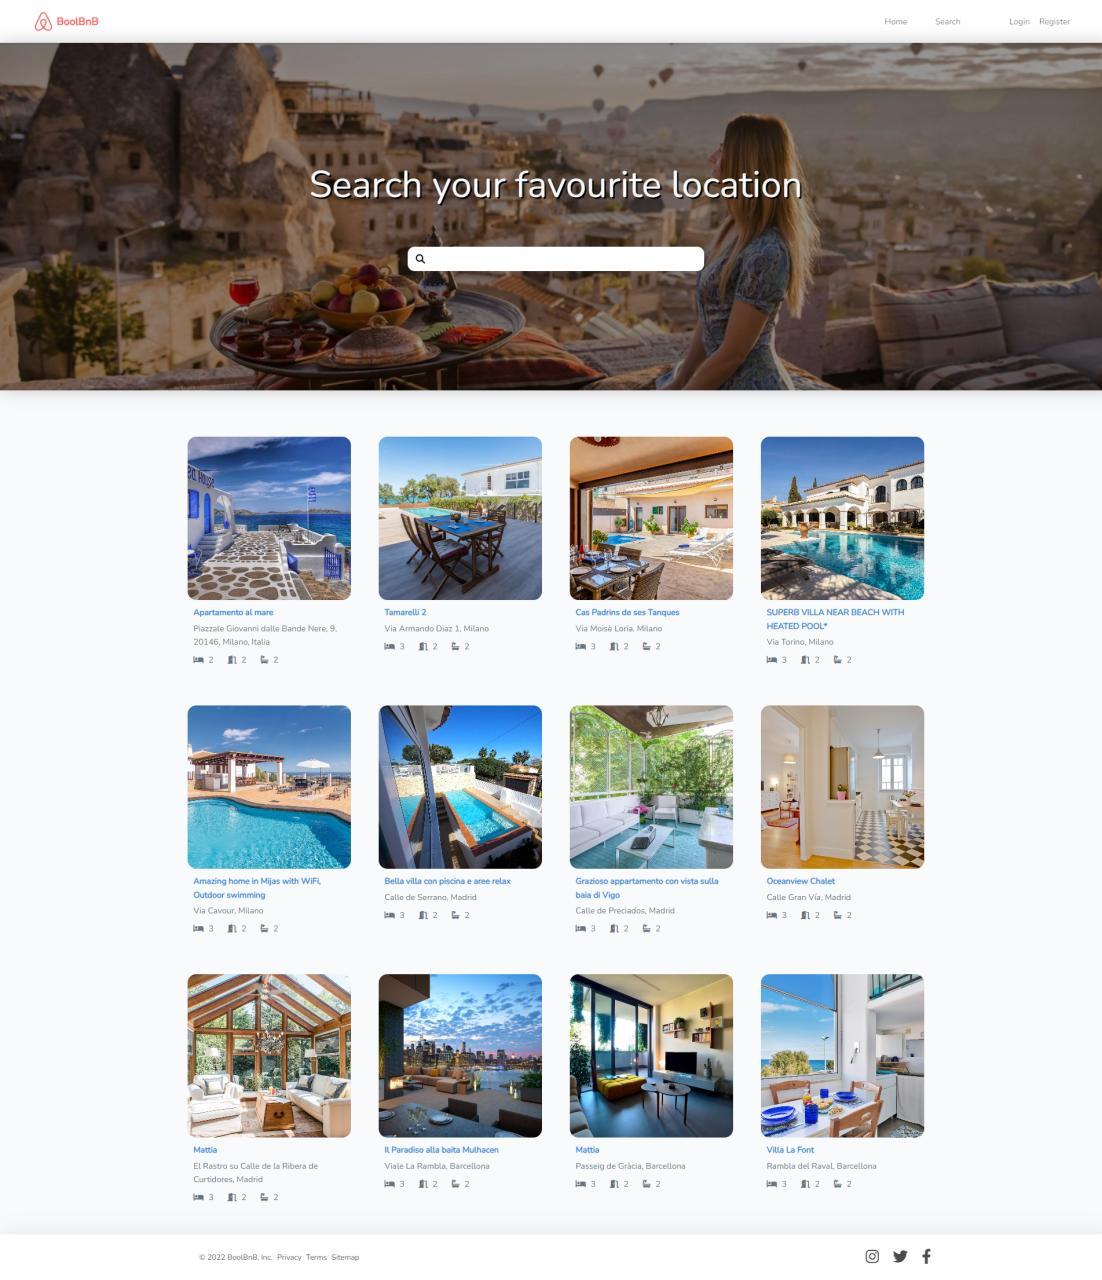 BoolBnB
Home Search Login Register
Search your favourite location
Apartamento al mare
Piazzale Giovanni dalle Bande Nere, 9,
20146, Milano, Italia
2 2 2
Tamarelli 2
Via Armando Diaz 1, Milano
3 2 2
Cas Padrins de ses Tanques
Via Moisè Loria, Milano
3 2 2
SUPERB VILLA NEAR BEACH WITH
HEATED POOL*
Via Torino, Milano
3 2 2
Amazing home in Mijas with WiFi,
Outdoor swimming
Via Cavour, Milano
3 2 2
Bella villa con piscina e aree relax
Calle de Serrano, Madrid
3 2 2
Grazioso appartamento con vista sulla
baia di Vigo
Calle de Preciados, Madrid
3 2 2
Oceanview Chalet
Calle Gran Vía, Madrid
3 2 2
Mattia
El Rastro su Calle de la Ribera de
Curtidores, Madrid
3 2 2
Il Paradiso alla baita Mulhacen
Viale La Rambla, Barcellona
3 2 2
Mattia
Passeig de Gràcia, Barcellona
3 2 2
Villa La Font
Rambla del Raval, Barcellona
3 2 2
© 2022 BoolBnB, Inc. Privacy Terms Sitemap